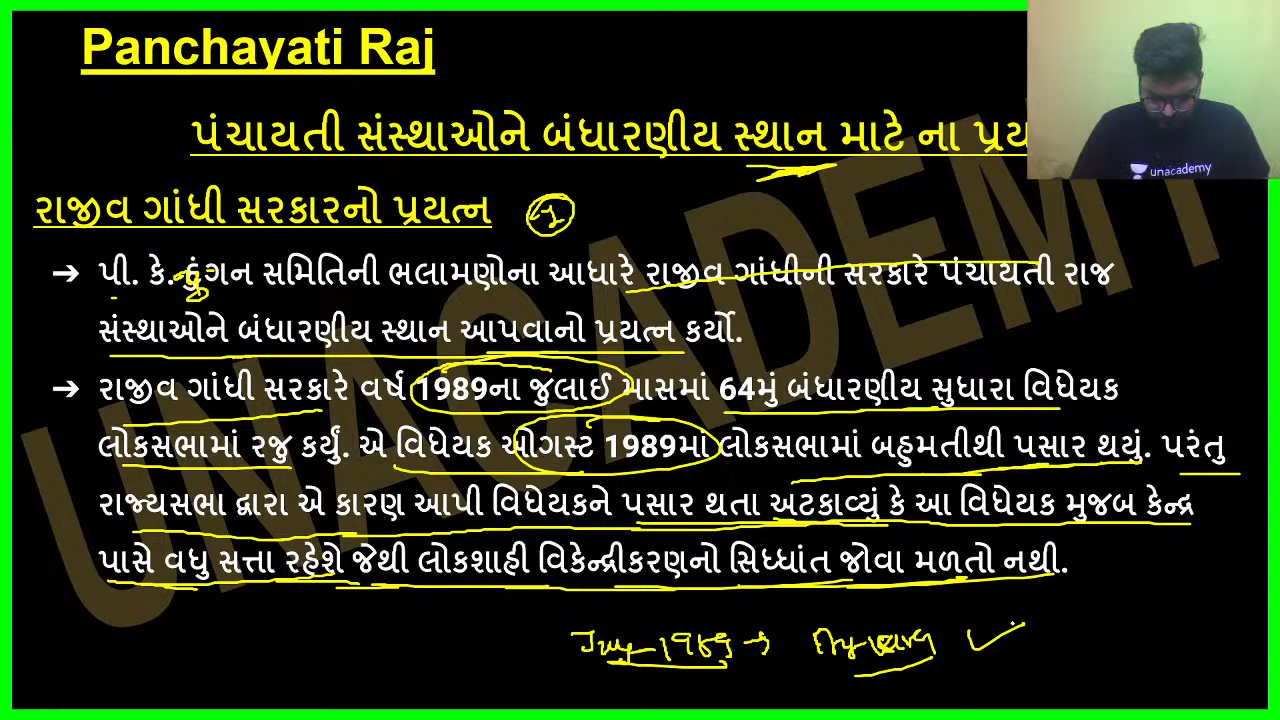 Panchayati Raj
પંચાયતી સંસ્થાઓને બંધારણીય સ્થાન માટે ના
રાજીવ ગાંધી સરકારનો પ્રયત્ન 1
➔ પી. કે. થુંગન સમિતિની ભલામણોના આધારે રાજીવ ગાંધીની સરકારે પંચાયતી રાજ
સંસ્થાઓને બંધારણીય સ્થાન આપવાનો પ્રયત્ન કર્યો.
➔ રાજીવ ગાંધી સરકારે વર્ષ 1989ના જુલાઈ માસમાં 64મું બંધારણીય સુધારા વિધેયક
લોકસભામાં રજુ કર્યું. એ વિધેયક ઓગસ્ટ 1989માં લોકસભામાં બહુમતીથી પસાર થયું. પરંતુ
રાજ્યસભા દ્વારા એ કારણ આપી વિધેયકને પસાર થતા અટકાવ્યું કે આ વિધેયક મુજબ કેન્દ્ર
પાસે વધુ સત્તા રહેશે જેથી લોકશાહી વિકેન્દ્રીકરણનો સિધ્ધાંત જોવા મળતો નથી.
July-1989 →
unacademy
UNACADEMY